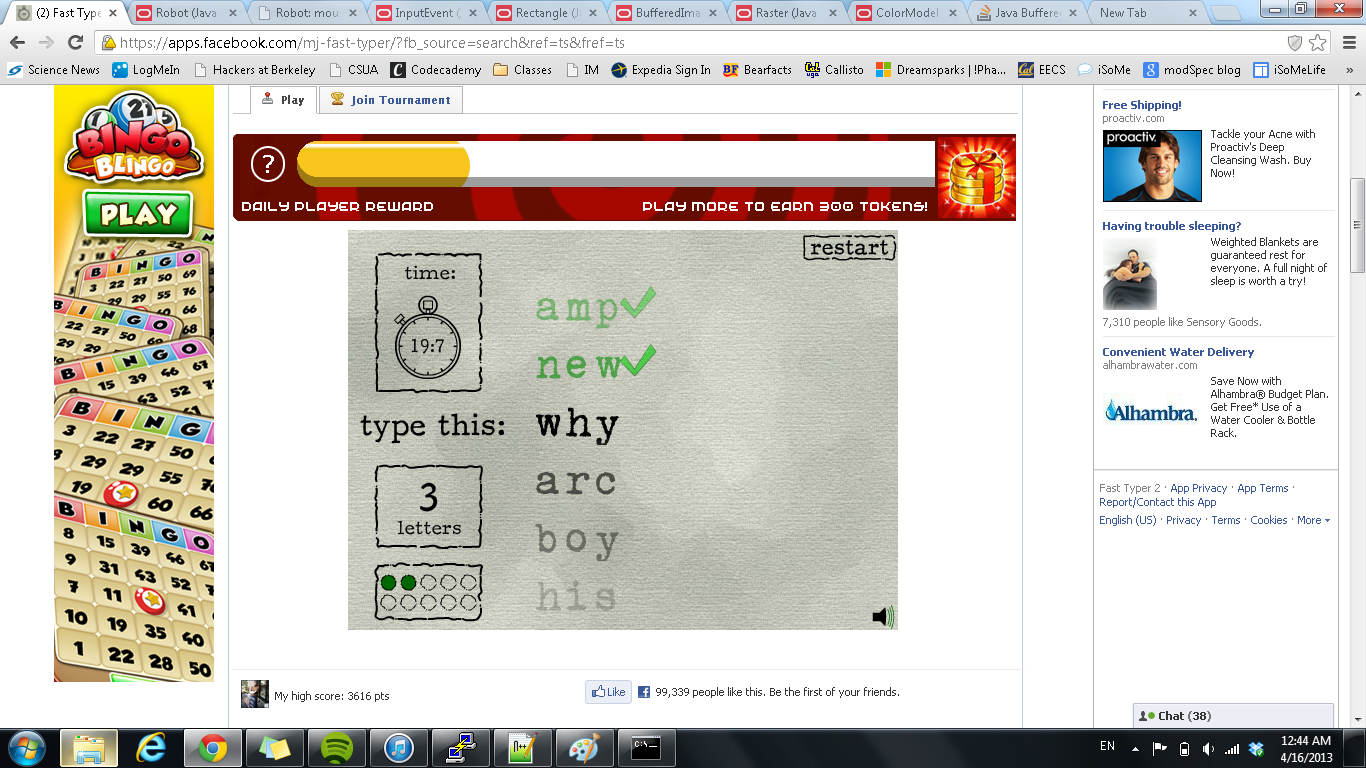 (2) Fast Type
Robot (Java
Robot: mou
InputEvent (
Rectangle (J
BufferedIma
Raster (Java
ColorModel
Java Buffere
New Tab
https://apps.facebook.com/mj-fast-typer/?fb_source=search&ref=ts&fref=ts
Science News
LogMeIn
Hackers at Berkeley
CSUA
Codecademy
Classes
IM
Expedia Sign In
Bearfacts
Callisto
Dreamsparks | !Pha...
EECS
iSoMe
modSpec blog
iSoMeLife
»
BINGO
BLINGO
PLAY
Play
Join Tournament
?
DAILY PLAYER REWARD
PLAY MORE TO EARN 300 TOKENS!
restart
time:
19:7
amp
new
type this: why
arc
boy
his
3
letters
My high score: 3616 pts
Like
99,339 people like this. Be the first of your friends.
Free Shipping!
proactiv.com
proactiv
Tackle your Acne with
Proactiv's Deep
Cleansing Wash. Buy
Now!
Having trouble sleeping?
Weighted Blankets are
guaranteed rest for
everyone. A full night of
sleep is worth a try!
7,310 people like Sensory Goods.
Convenient Water Delivery
alhambrawater.com
Alhambra
Save Now with
Alhambra® Budget Plan.
Get Free* Use of a
Water Cooler & Bottle
Rack.
Fast Typer 2 · App Privacy · App Terms ·
Report/Contact this App
English (US) · Privacy · Terms · Cookies · More
Chat (38)
EN
12:44 AM
4/16/2013